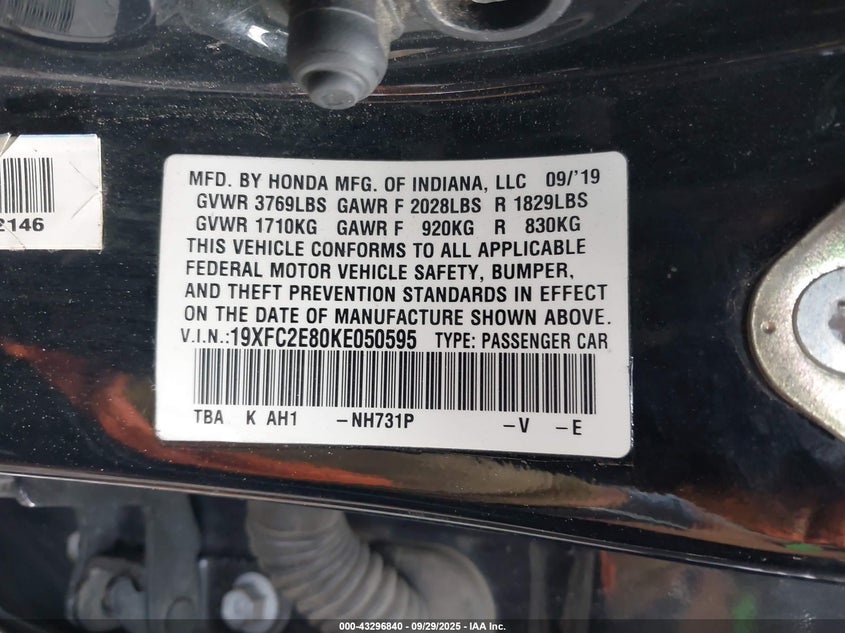 MFD. BY HONDA MFG. OF INDIANA, LLC 09/'19
GVWR 3769LBS GAWR F 2028LBS R 1829LBS
GVWR 1710KG GAWR F 920KG R 830KG
THIS VEHICLE CONFORMS TO ALL APPLICABLE
FEDERAL MOTOR VEHICLE SAFETY, BUMPER,
AND THEFT PREVENTION STANDARDS IN EFFECT
ON THE DATE OF MANUFACTURE SHOWN ABOVE.
V.I.N.:19XFC2E80KE050595 TYPE: PASSENGER CAR
TBA K AH1 –NH731P –V –E
2146
000-43296840 | 09/29/2025 - IAA Inc.